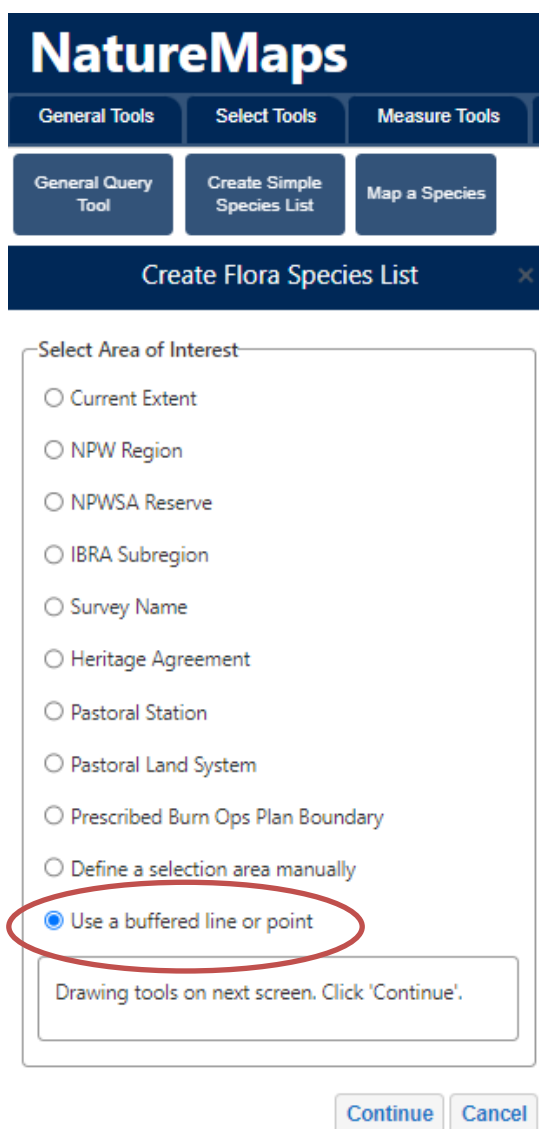 NatureMaps
General Tools Select Tools Measure Tools
General Query Create Simple Map a Species
Tool Species List
Create Flora Species List ×
Select Area of Interest
Current Extent
NPW Region
NPWSA Reserve
IBRA Subregion
Survey Name
Heritage Agreement
Pastoral Station
Pastoral Land System
Prescribed Burn Ops Plan Boundary
Define a selection area manually
Use a buffered line or point
Drawing tools on next screen. Click 'Continue'.
Continue Cancel